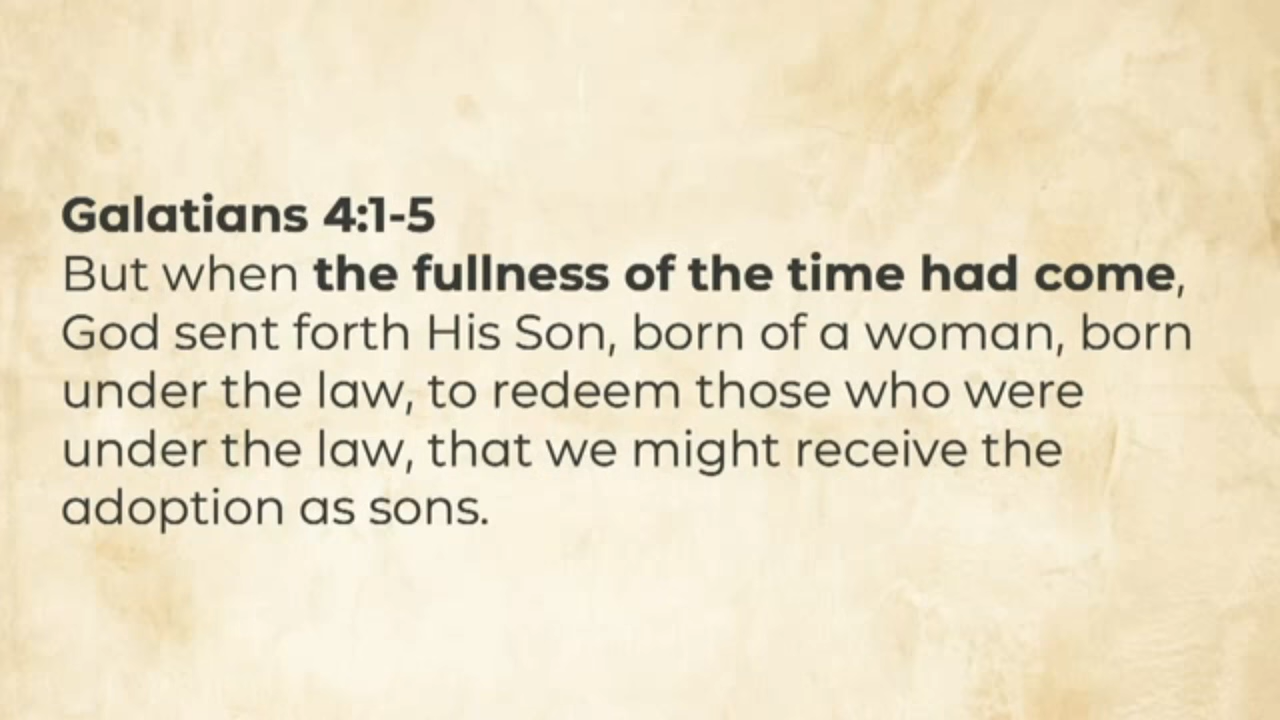 Galatians 4:1-5
But when the fullness of the time had come,
God sent forth His Son, born of a woman, born
under the law, to redeem those who were
under the law, that we might receive the
adoption as sons.